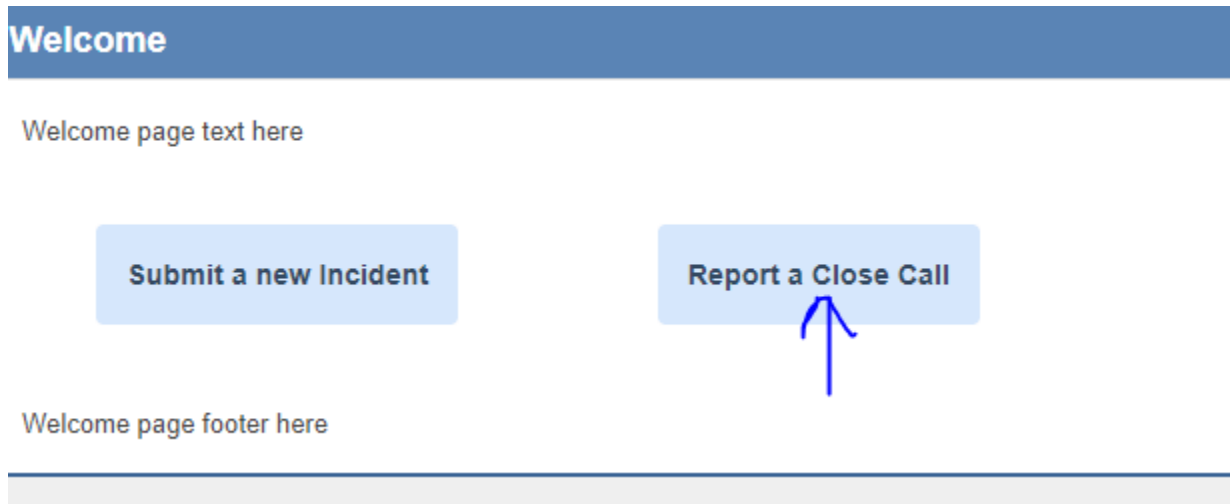 Welcome
Welcome page text here
Submit a new Incident
Report a Close Call
Welcome page footer here